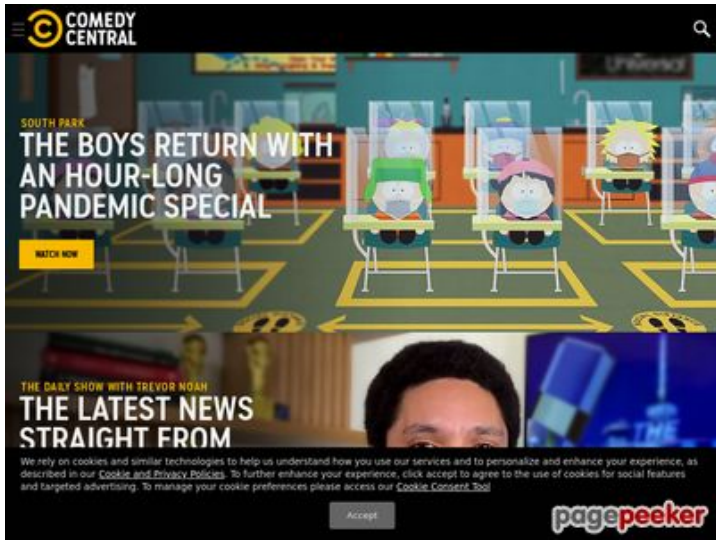 COMEDY
CENTRAL
SOUTH PARK
THE BOYS RETURN WITH
AN HOUR-LONG
PANDEMIC SPECIAL
WATCH NOW
THE DAILY SHOW WITH TREVOR NOAH
THE LATEST NEWS
STRAIGHT FROM
THE
We rely on cookies and similar technologies to help us understand how you use our services and to personalize and enhance your experience, as
described in our Cookie and Privacy Policies. To further enhance your experience, click accept to agree to the use of cookies for social features
and targeted advertising. To manage your cookie preferences please access our Cookie Consent Tool
Accept
pagepeeker